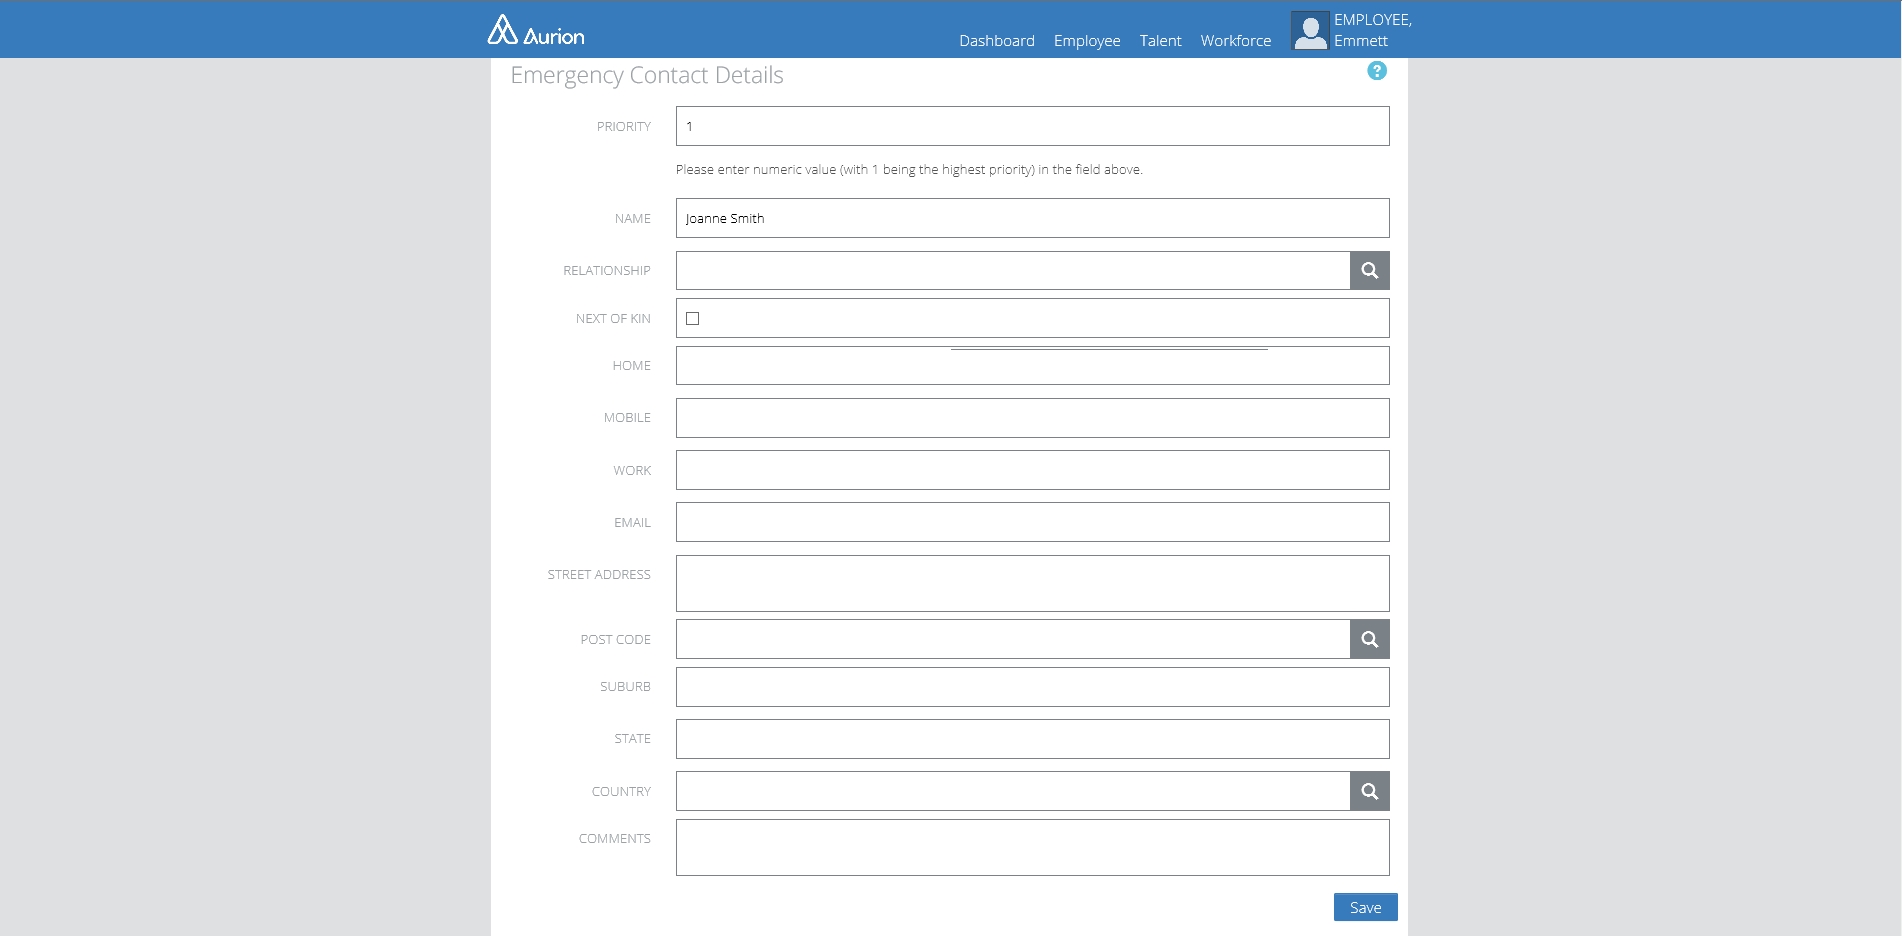 Aurion
Dashboard Employee Talent Workforce
EMPLOYEE,
Emmett
Emergency Contact Details
?
PRIORITY 1
Please enter numeric value (with 1 being the highest priority) in the field above.
NAME Joanne Smith
RELATIONSHIP
NEXT OF KIN
HOME
MOBILE
WORK
EMAIL
STREET ADDRESS
POST CODE
SUBURB
STATE
COUNTRY
COMMENTS
Save